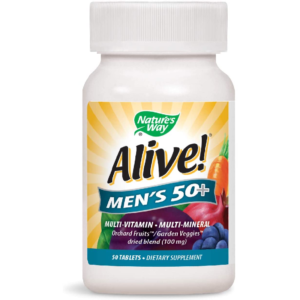 Nature's
Way
Alive!
MEN'S 50+
MULTI-VITAMIN • MULTI-MINERAL
Orchard Fruits™/Garden Veggies™
dried blend (100 mg)
50 TABLETS • DIETARY SUPPLEMENT